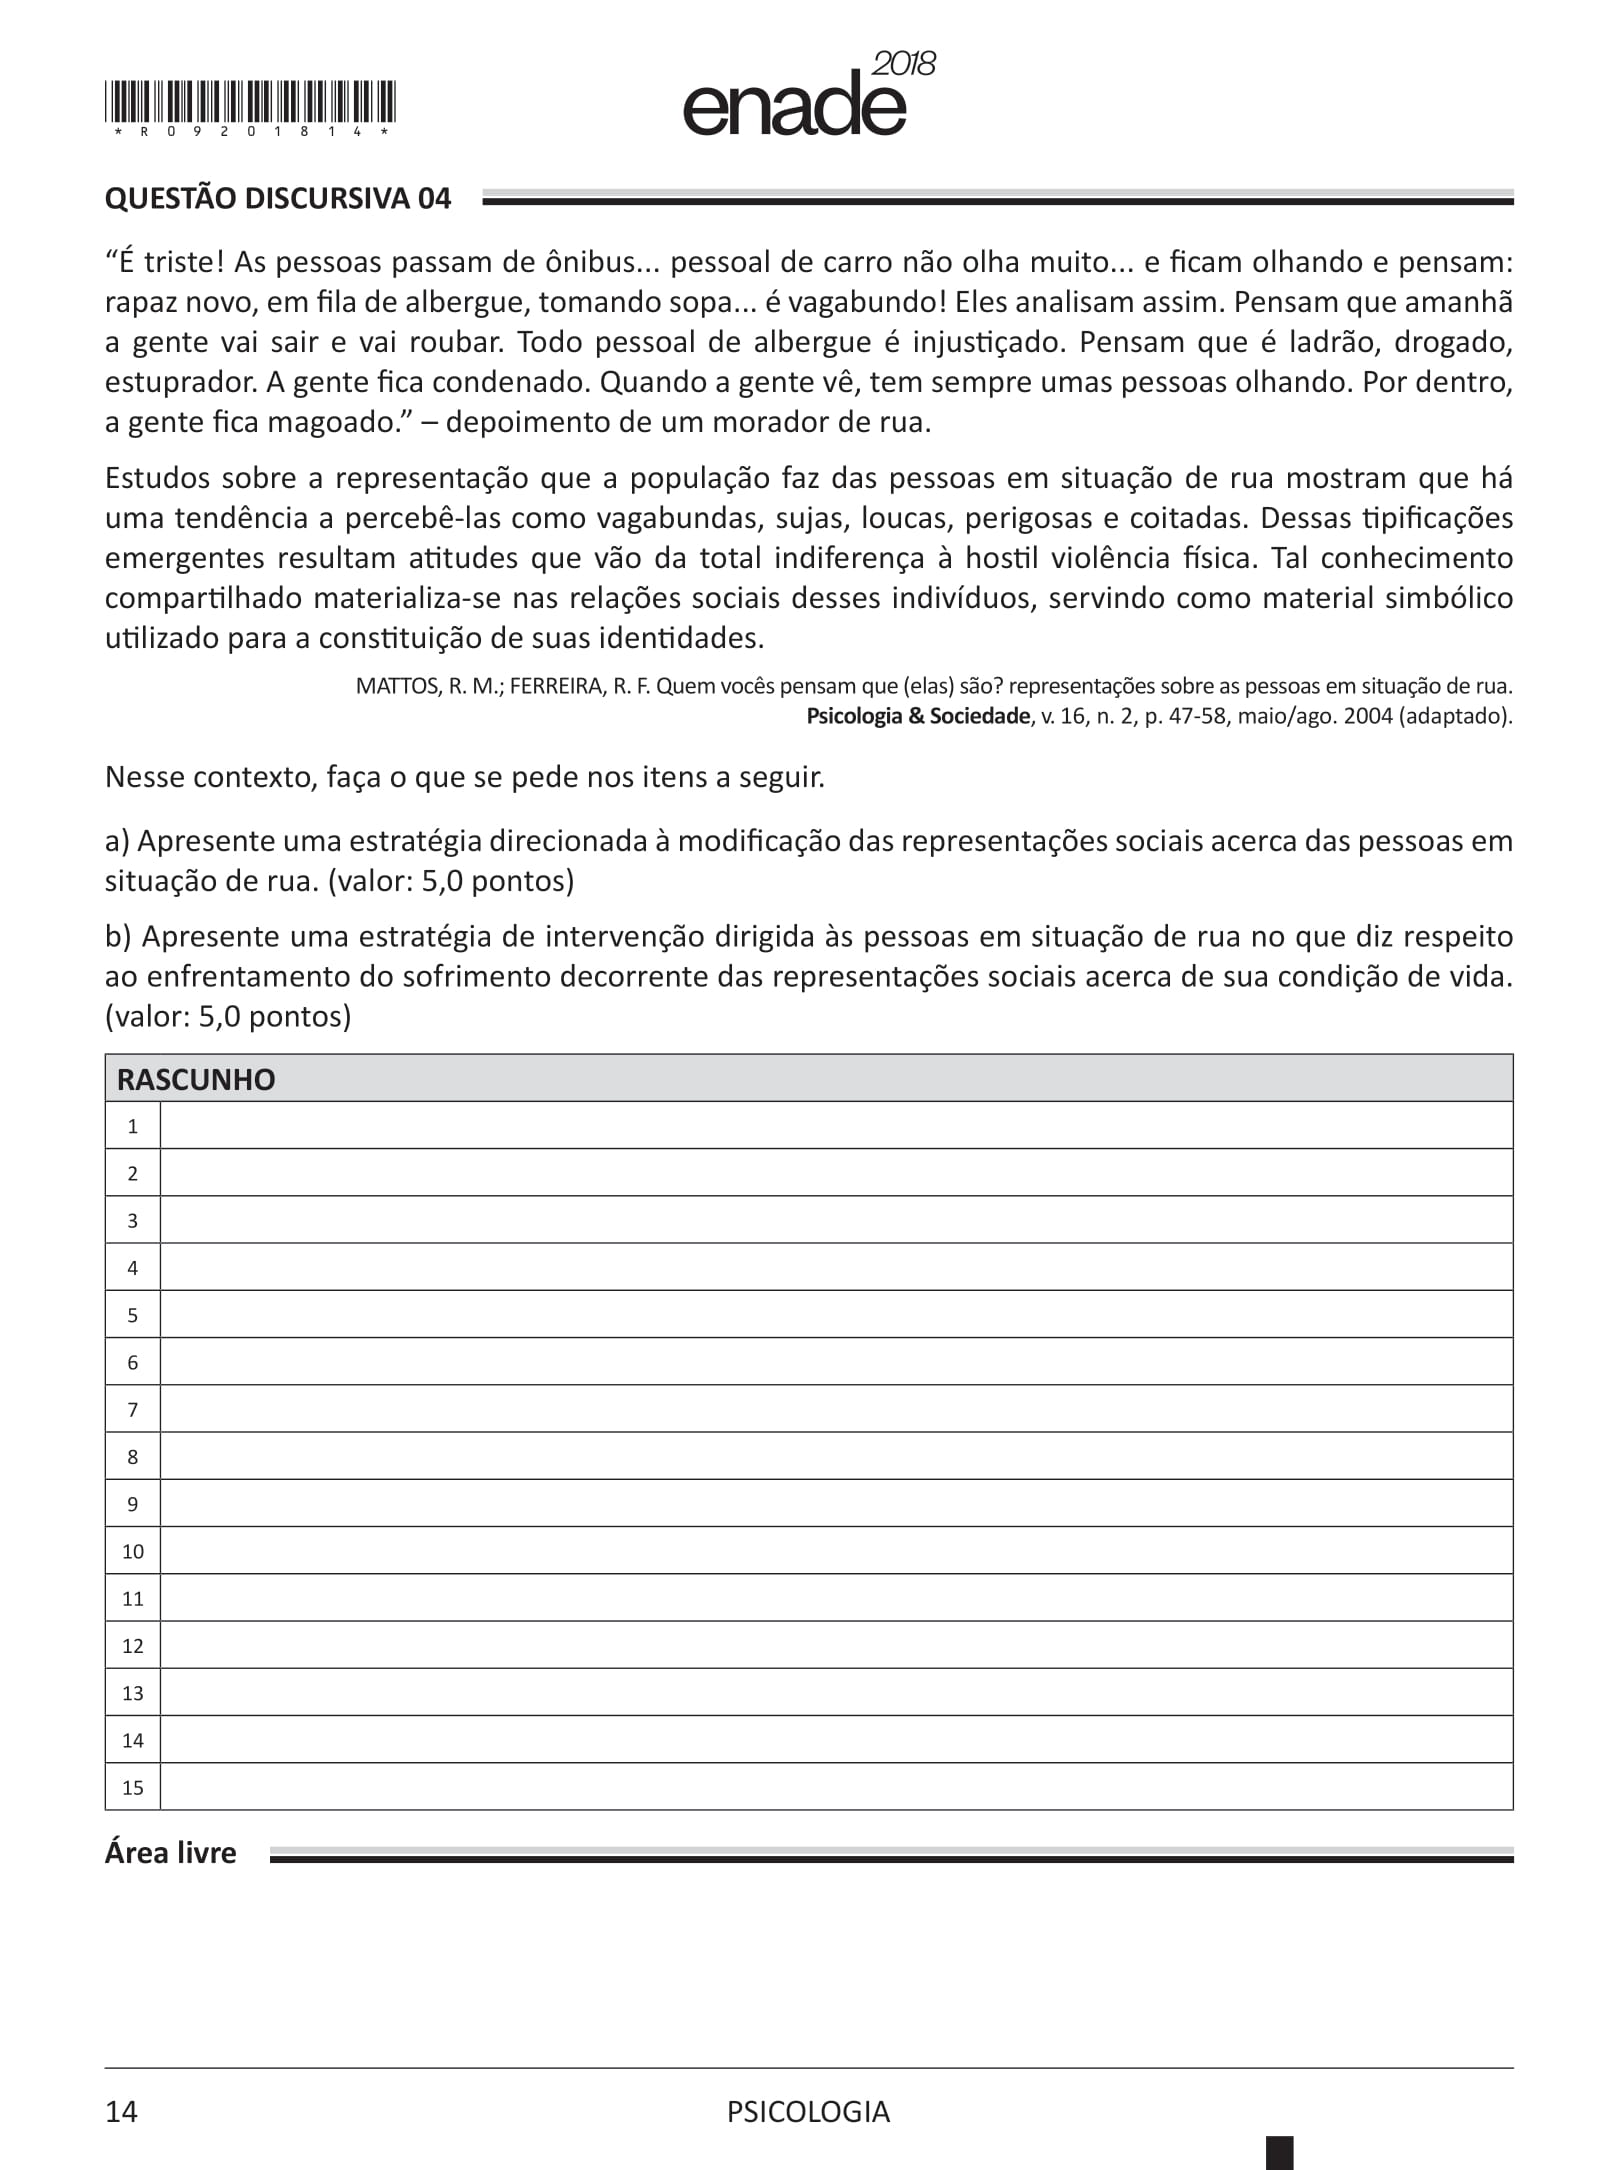 *R09201814*
enade2018
QUESTÃO DISCURSIVA 04
“É triste! As pessoas passam de ônibus... pessoal de carro não olha muito... e ficam olhando e pensam:
rapaz novo, em fila de albergue, tomando sopa... é vagabundo! Eles analisam assim. Pensam que amanhã
a gente vai sair e vai roubar. Todo pessoal de albergue é injustiçado. Pensam que é ladrão, drogado,
estuprador. A gente fica condenado. Quando a gente vê, tem sempre umas pessoas olhando. Por dentro,
a gente fica magoado.” – depoimento de um morador de rua.
Estudos sobre a representação que a população faz das pessoas em situação de rua mostram que há
uma tendência a percebê-las como vagabundas, sujas, loucas, perigosas e coitadas. Dessas tipificações
emergentes resultam atitudes que vão da total indiferença à hostil violência física. Tal conhecimento
compartilhado materializa-se nas relações sociais desses indivíduos, servindo como material simbólico
utilizado para a constituição de suas identidades.
MATTOS, R. M.; FERREIRA, R. F. Quem vocês pensam que (elas) são? representações sobre as pessoas em situação de rua.
Psicologia & Sociedade, v. 16, n. 2, p. 47-58, maio/ago. 2004 (adaptado).
Nesse contexto, faça o que se pede nos itens a seguir.
a) Apresente uma estratégia direcionada à modificação das representações sociais acerca das pessoas em
situação de rua. (valor: 5,0 pontos)
b) Apresente uma estratégia de intervenção dirigida às pessoas em situação de rua no que diz respeito
ao enfrentamento do sofrimento decorrente das representações sociais acerca de sua condição de vida.
(valor: 5,0 pontos)
RASCUNHO
1
2
3
4
5
6
7
8
9
10
11
12
13
14
15
Área livre
14
PSICOLOGIA